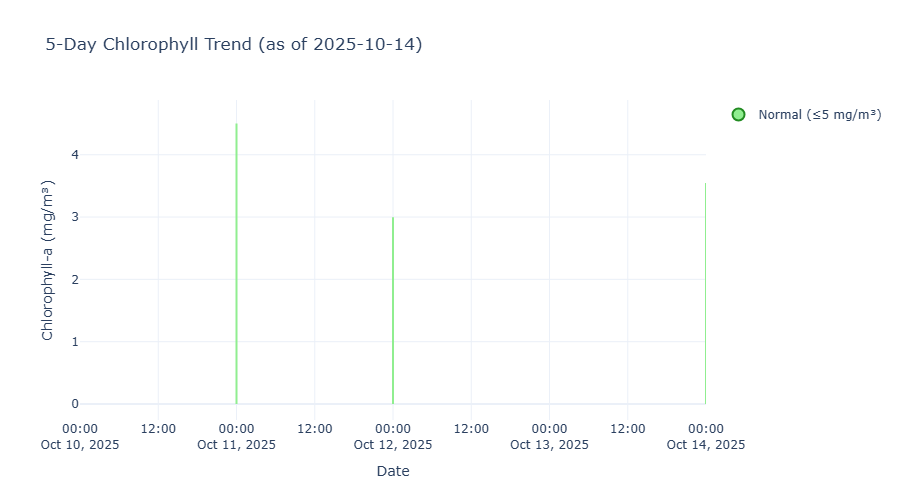 5-Day Chlorophyll Trend (as of 2025-10-14)
Normal (≤5 mg/m³)
Chlorophyll-a (mg/m³)
4
3
2
1
0
00:00 12:00 00:00 12:00 00:00 12:00 00:00 12:00 00:00
Oct 10, 2025 Oct 11, 2025 Oct 12, 2025 Oct 13, 2025 Oct 14, 2025
Date